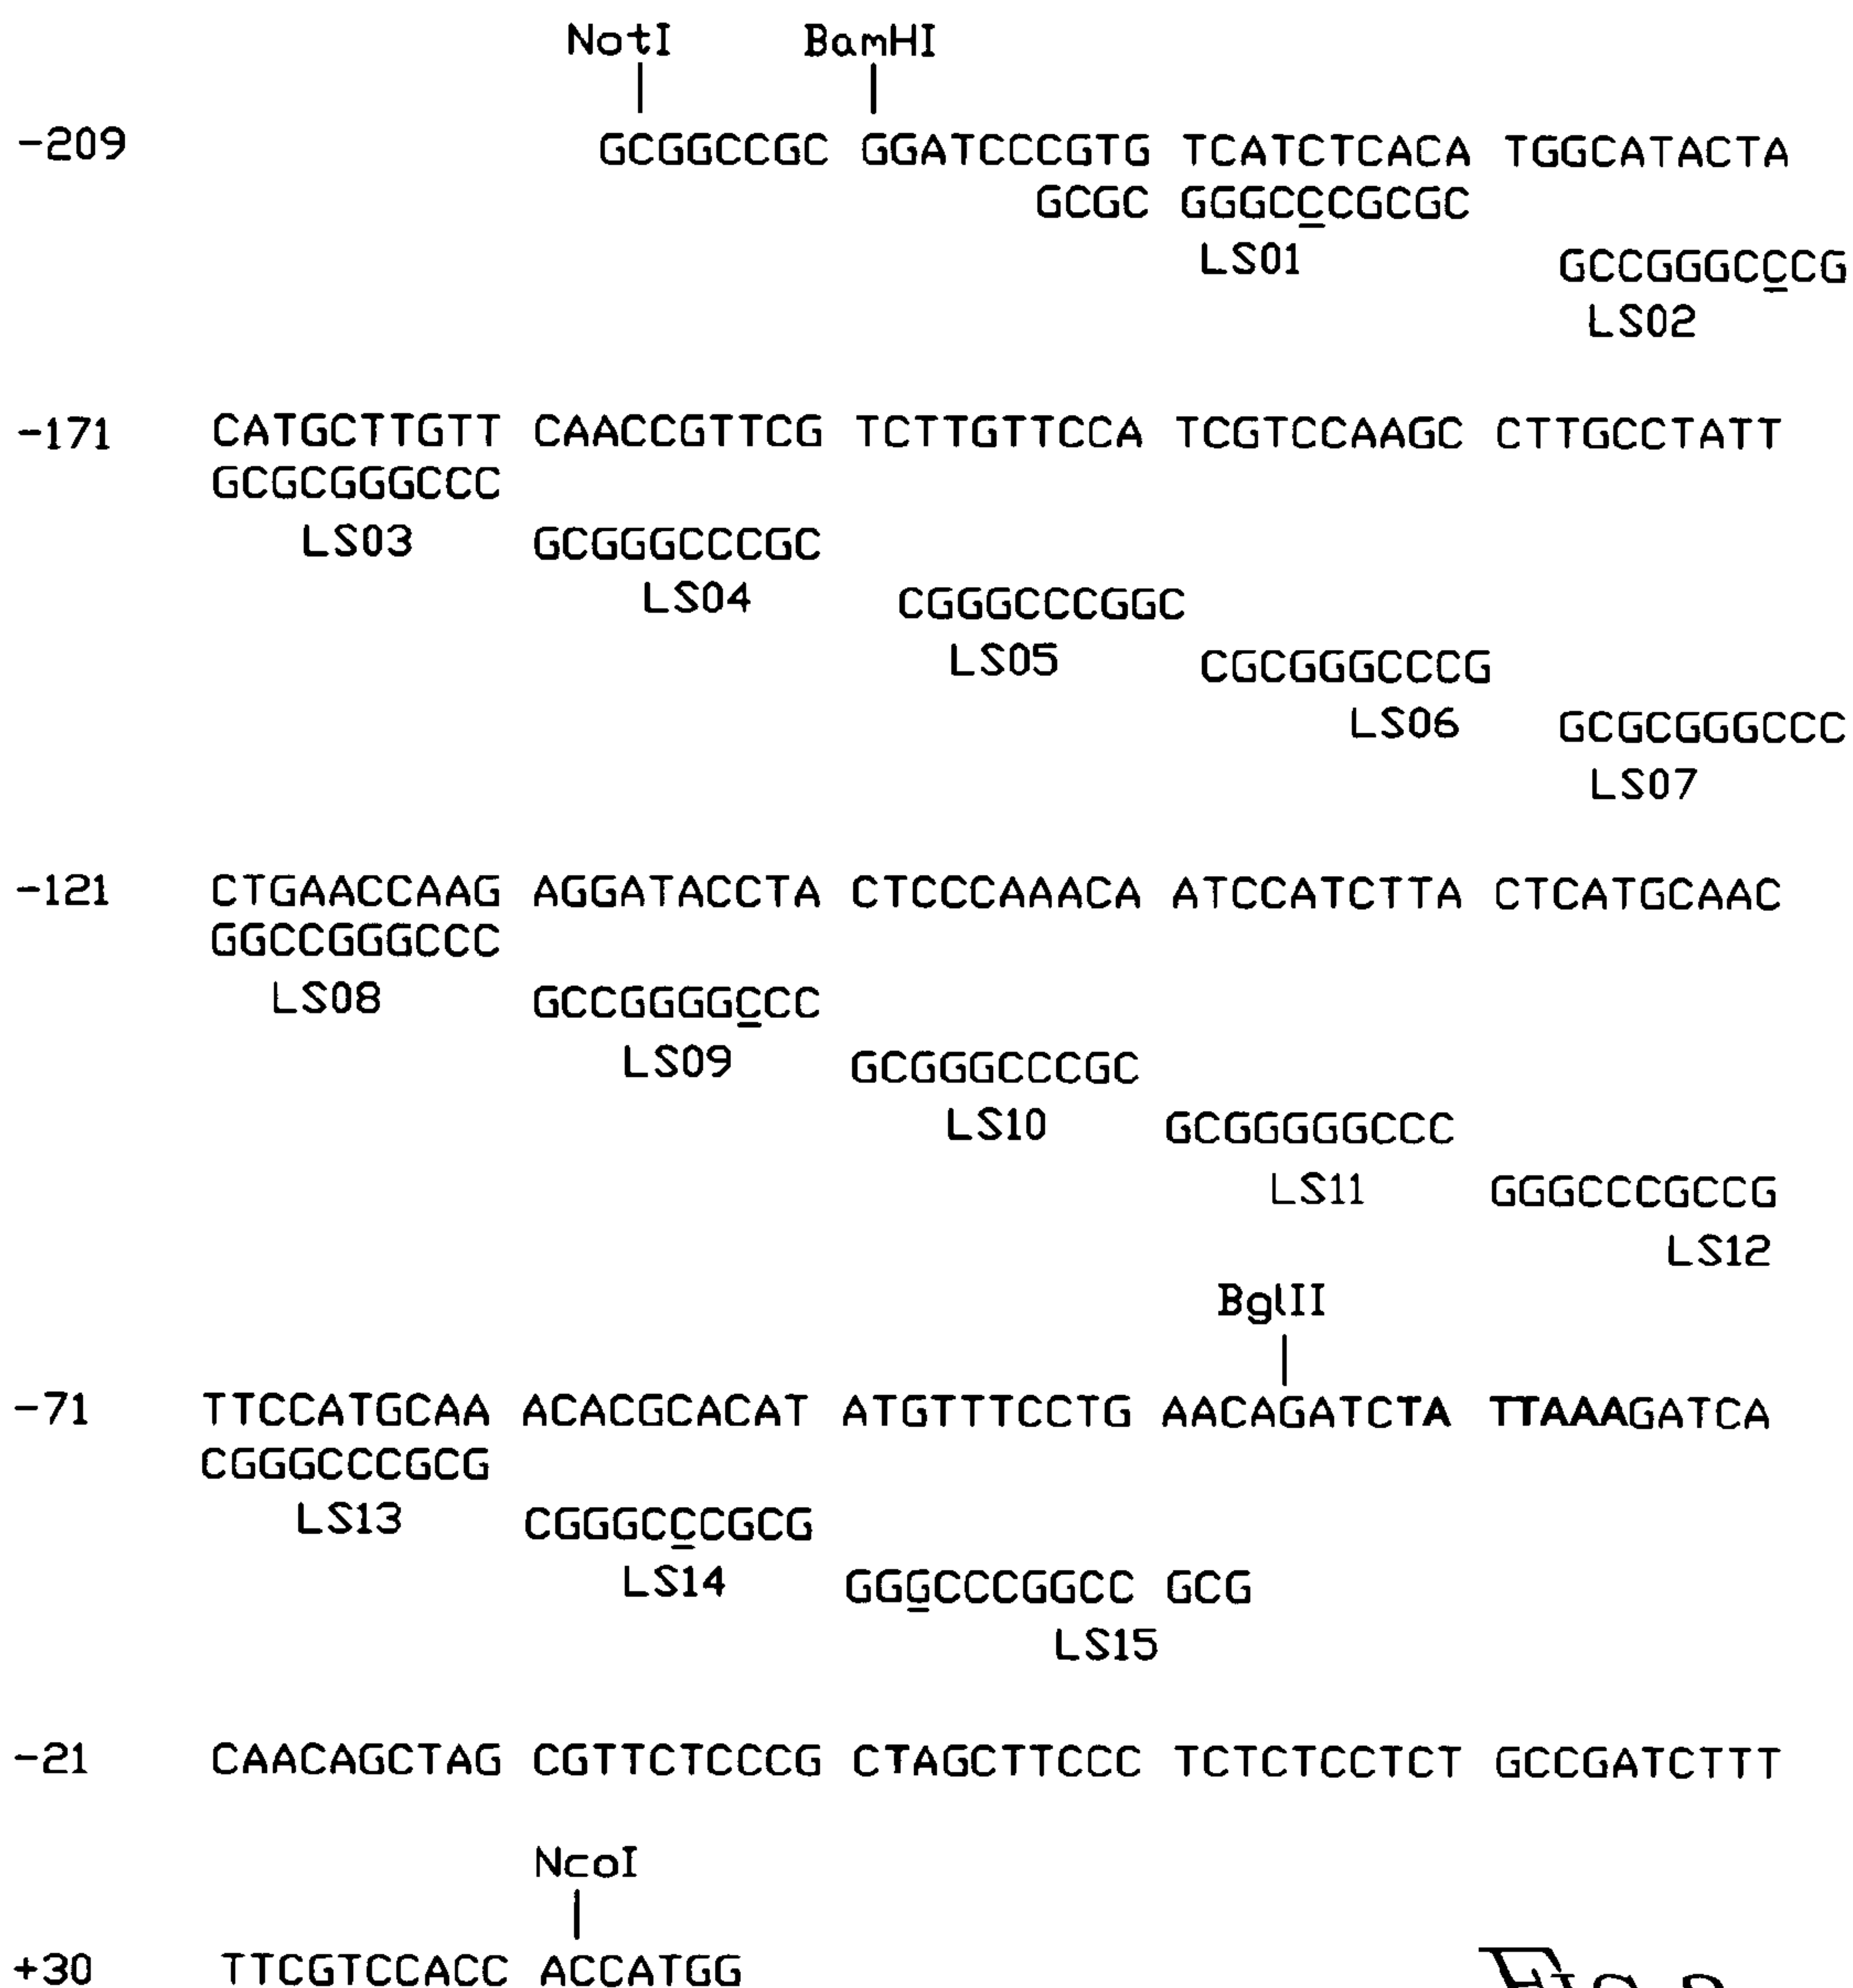 NotI BamHI
-209 GCGGCCGC GGATCCCGTG TCATCTCACA TGGCATACTA
GCGC GGGCCCGCGC
LS01 GCCGGGCCCG
LS02
-171 CATGCTTGTT CAACCGTTCG TCTTGTTCCA TCGTCCAAGC CTTGCCTATT
GCGCGGGCCC
LS03 GCGGGCCCGC
LS04 CGGGCCCGGC
LS05 CGCGGGCCCG
LS06 GCGCGGGCCC
LS07
-121 CTGAACCAAG AGGATACCTA CTCCCAAACA ATCCATCTTA CTCATGCAAC
GGCCGGGCCC
LS08 GCCGGGGCCC
LS09 GCGGGCCCGC
LS10 GCGGGGGCCC
LS11 GGGCCCGCCG
LS12
BglII
-71 TTCCATGCAA ACACGCACAT ATGTTTCCTG AACAGATCTA TTAAAGATCA
CGGGCCCGCG
LS13 CGGGCCCGCG
LS14 GGGCCCGGCC GCG
LS15
-21 CAACAGCTAG CGTTCTCCCG CTAGCTTCCC TCTCTCCTCT GCCGATCTTT
NcoI
+30 TTCGTCCACC ACCATGG